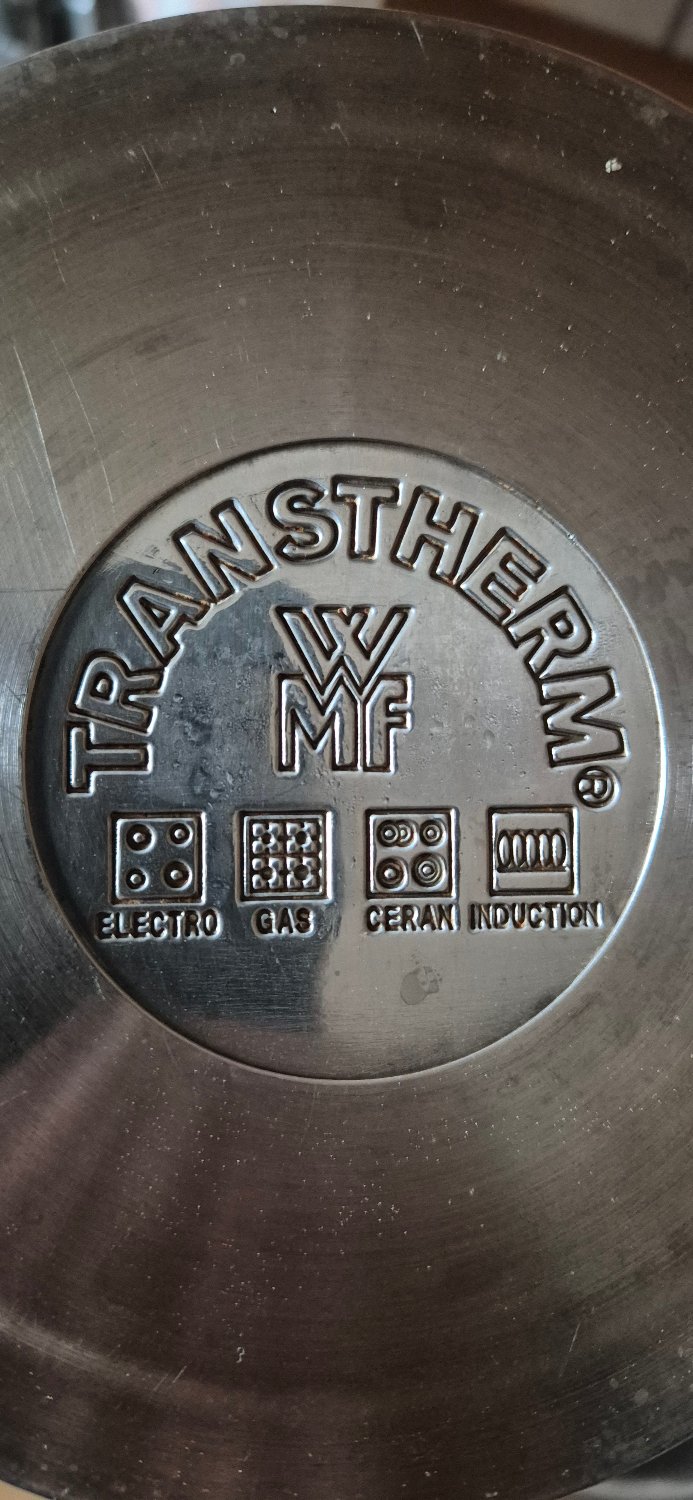 TRANSTHERM®
WMF
ELECTRO GAS CERAN INDUCTION